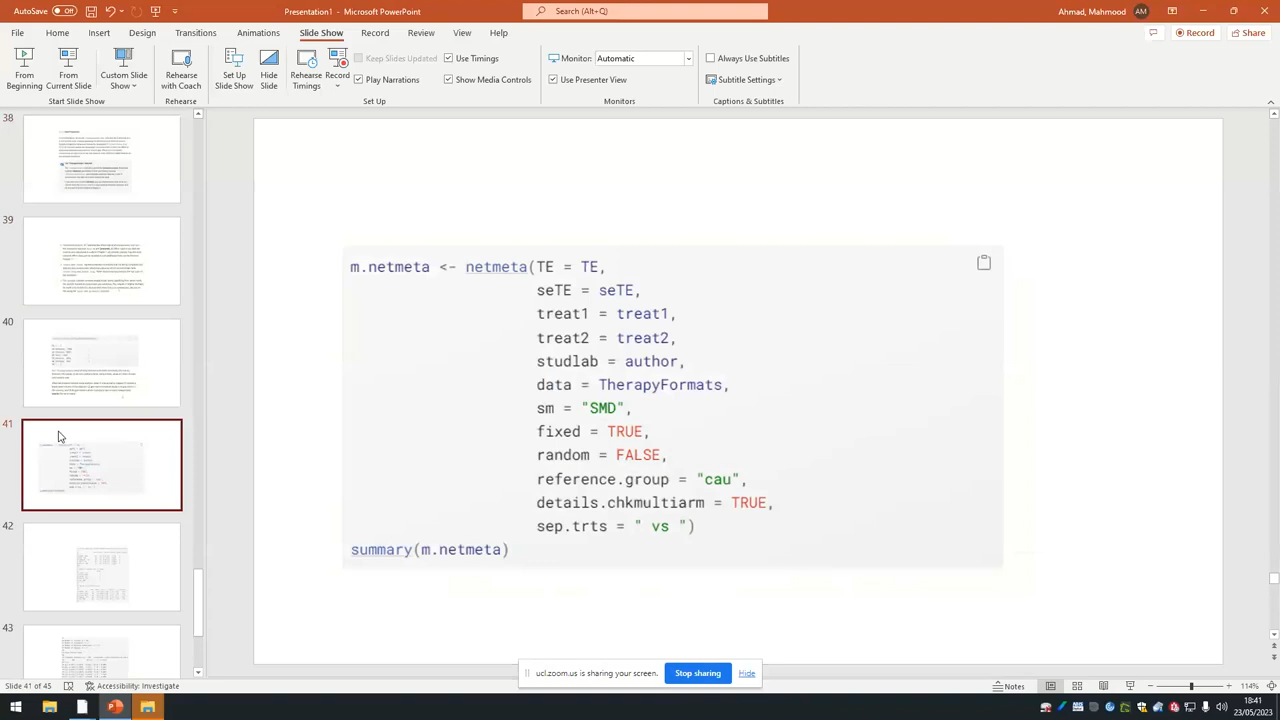 AutoSave Off
Presentation1 - Microsoft PowerPoint
Search (Alt+Q)
Ahmad, Mahmood
AM
File
Home
Insert
Design
Transitions
Animations
Slide Show
Record
Review
View
Help
Record
Share
From Beginning
From Current Slide
Custom Slide Show
Rehearse with Coach
Set Up Slide Show
Hide Slide
Rehearse Timings
Record
Keep Slides Updated
Use Timings
Play Narrations
Show Media Controls
Monitor: Automatic
Use Presenter View
Always Use Subtitles
Subtitle Settings
Start Slide Show
Rehearse
Set Up
Monitors
Captions & Subtitles
38
39
40
41
42
43
m.netmeta <- netmeta(TE = TE,
seTE = seTE,
treat1 = treat1,
treat2 = treat2,
studlab = author,
data = TherapyFormats,
sm = "SMD",
fixed = TRUE,
random = FALSE,
reference.group = "cau",
details.chkmultiarm = TRUE,
sep.trts = " vs ")
summary(m.netmeta)
ucl.zoom.us is sharing your screen.
Stop sharing
Hide
Accessibility: Investigate
Notes
114%
18:41
23/05/2023